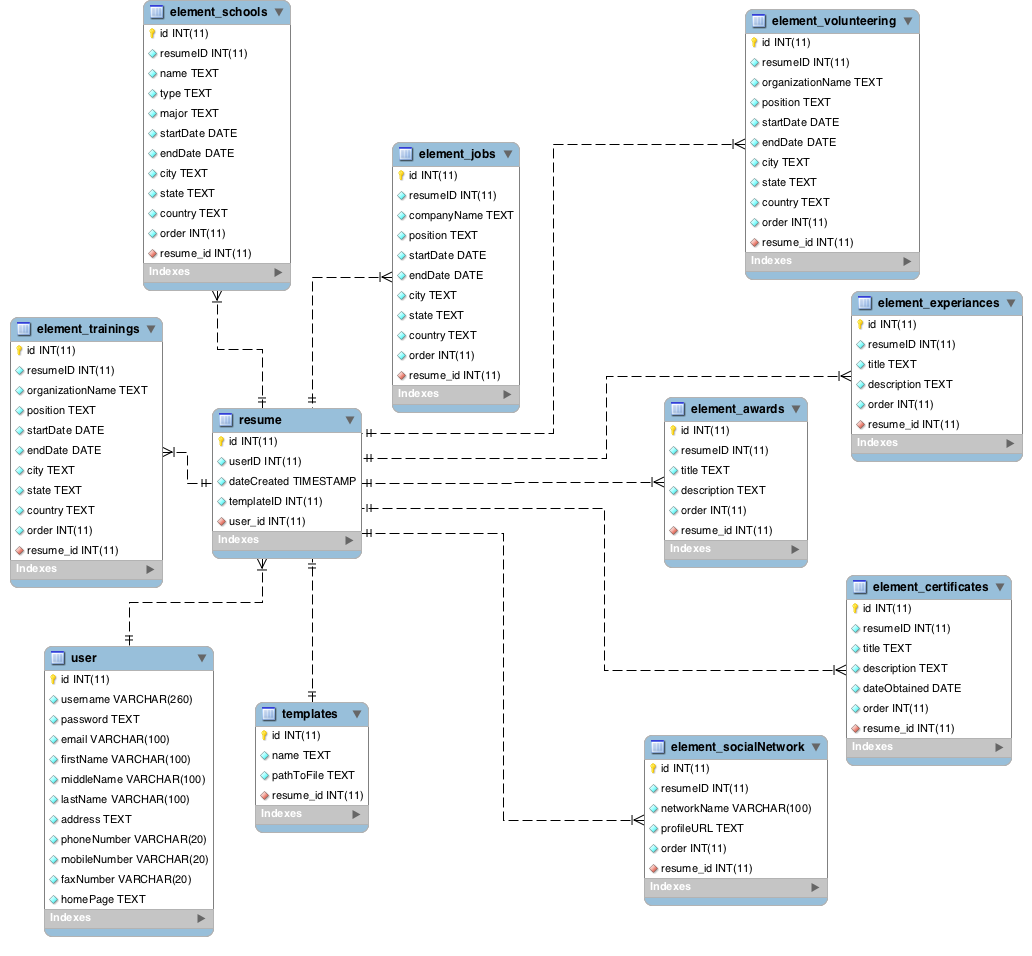 element_schools
id INT(11)
resumeID INT(11)
name TEXT
type TEXT
major TEXT
startDate DATE
endDate DATE
city TEXT
state TEXT
country TEXT
order INT(11)
resume_id INT(11)
Indexes
element_volunteering
id INT(11)
resumeID INT(11)
organizationName TEXT
position TEXT
startDate DATE
endDate DATE
city TEXT
state TEXT
country TEXT
order INT(11)
resume_id INT(11)
Indexes
element_jobs
id INT(11)
resumeID INT(11)
companyName TEXT
position TEXT
startDate DATE
endDate DATE
city TEXT
state TEXT
country TEXT
order INT(11)
resume_id INT(11)
Indexes
element_experiances
id INT(11)
resumeID INT(11)
title TEXT
description TEXT
order INT(11)
resume_id INT(11)
Indexes
element_trainings
id INT(11)
resumeID INT(11)
organizationName TEXT
position TEXT
startDate DATE
endDate DATE
city TEXT
state TEXT
country TEXT
order INT(11)
resume_id INT(11)
Indexes
resume
id INT(11)
userID INT(11)
dateCreated TIMESTAMP
templateID INT(11)
user_id INT(11)
Indexes
element_awards
id INT(11)
resumeID INT(11)
title TEXT
description TEXT
order INT(11)
resume_id INT(11)
Indexes
element_certificates
id INT(11)
resumeID INT(11)
title TEXT
description TEXT
dateObtained DATE
order INT(11)
resume_id INT(11)
Indexes
user
id INT(11)
username VARCHAR(260)
password TEXT
email VARCHAR(100)
firstName VARCHAR(100)
middleName VARCHAR(100)
lastName VARCHAR(100)
address TEXT
phoneNumber VARCHAR(20)
mobileNumber VARCHAR(20)
faxNumber VARCHAR(20)
homePage TEXT
Indexes
templates
id INT(11)
name TEXT
pathToFile TEXT
resume_id INT(11)
Indexes
element_socialNetwork
id INT(11)
resumeID INT(11)
networkName VARCHAR(100)
profileURL TEXT
order INT(11)
resume_id INT(11)
Indexes